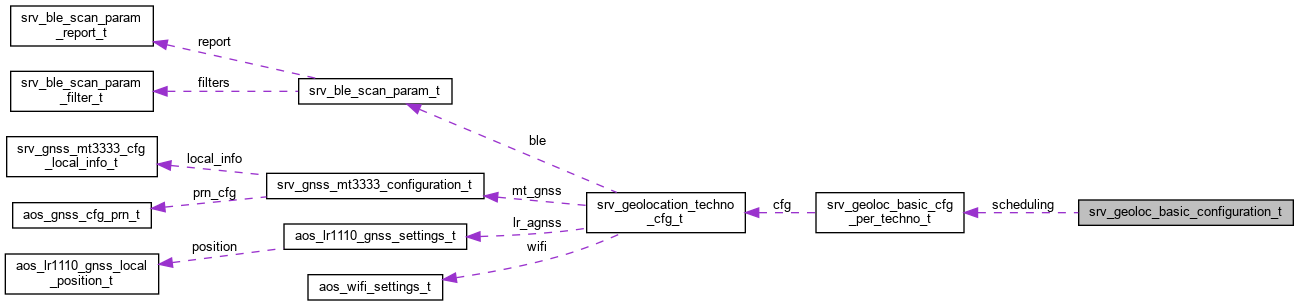 srv_ble_scan_param
_report_t
report
srv_ble_scan_param
_filter_t
filters
srv_ble_scan_param_t
ble
srv_gnss_mt3333_cfg
_local_info_t
local_info
srv_gnss_mt3333_configuration_t
prn_cfg
aos_gnss_cfg_prn_t
mt_gnss
srv_geolocation_techno
_cfg_t
cfg
srv_geoloc_basic_cfg
_per_techno_t
scheduling
srv_geoloc_basic_configuration_t
lr_agnss
aos_lr1110_gnss_settings_t
position
aos_lr1110_gnss_local
_position_t
wifi
aos_wifi_settings_t